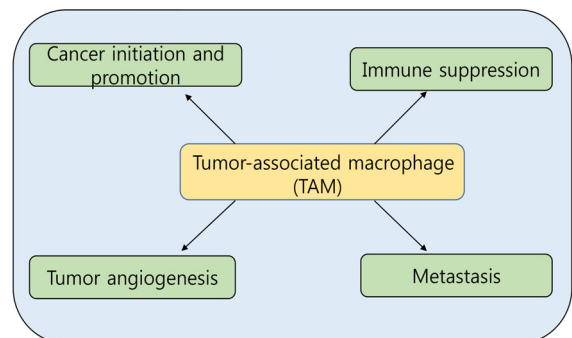 Cancer initiation and
promotion
Immune suppression
Tumor-associated macrophage
(TAM)
Tumor angiogenesis
Metastasis